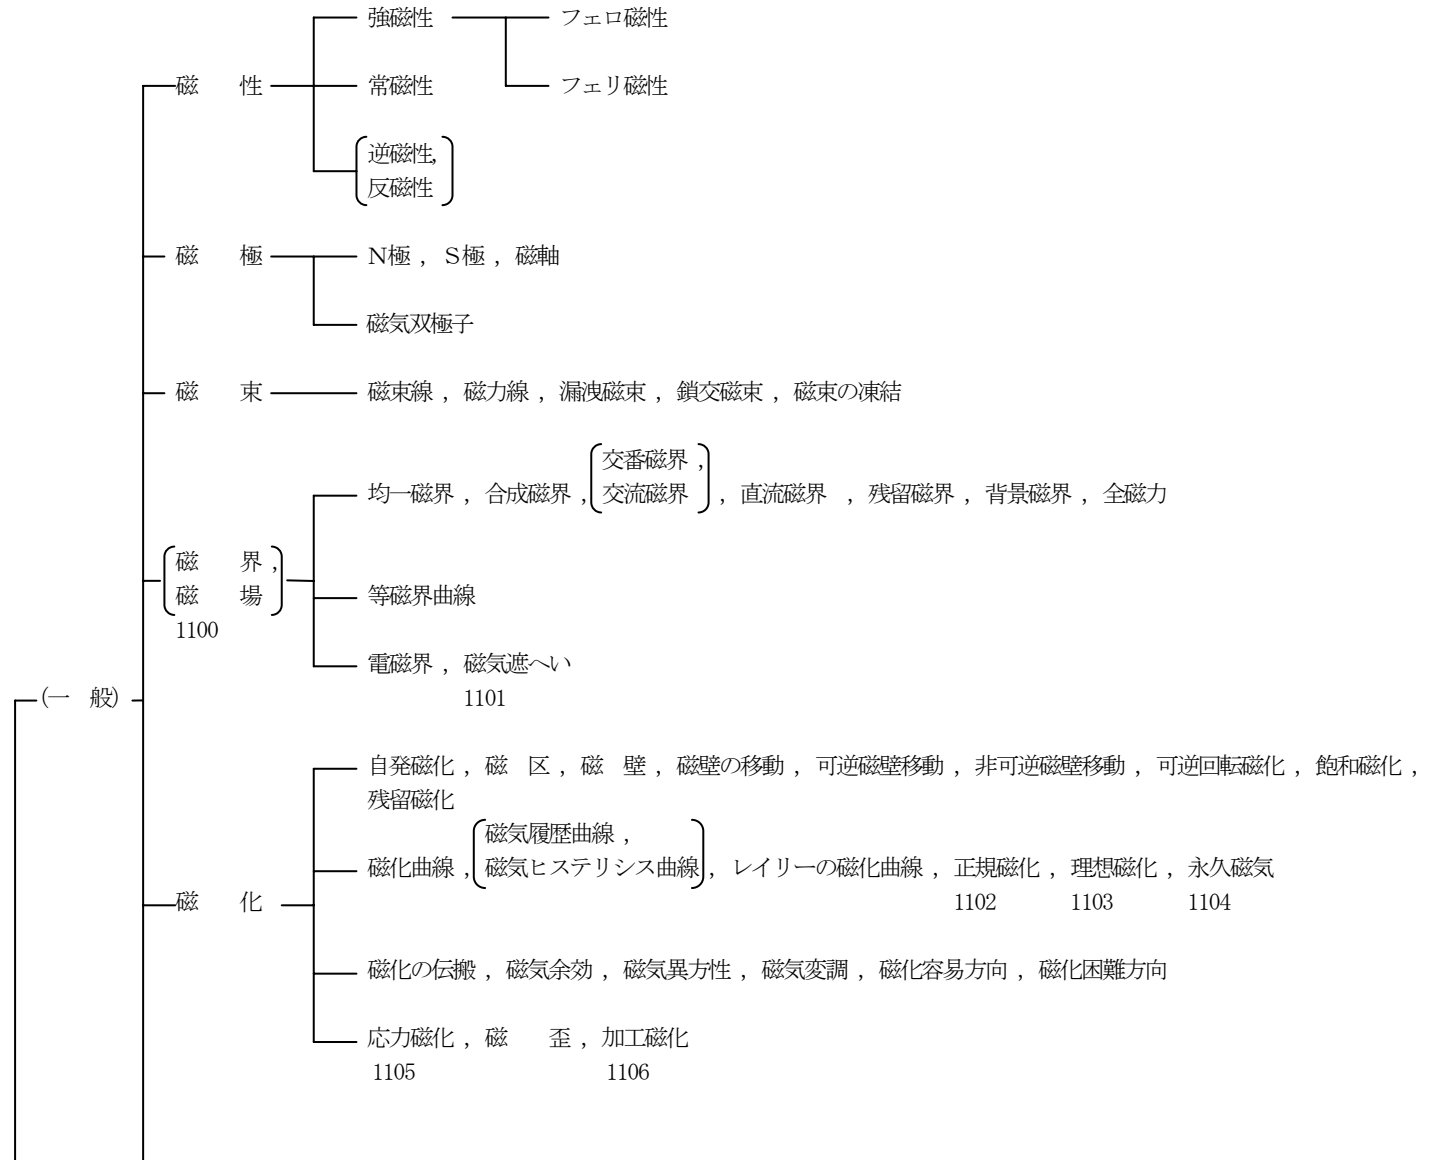 強磁性 フェロ磁性
磁 性 常磁性 フェリ磁性
逆磁性,
反磁性
磁 極 N極 , S極 , 磁軸
磁気双極子
磁 束 磁束線 , 磁力線 , 漏洩磁束 , 鎖交磁束 , 磁束の凍結
交番磁界 ,
均一磁界 , 合成磁界 , 交流磁界 , 直流磁界 , 残留磁界 , 背景磁界 , 全磁力
磁 界 ,
磁 場 等磁界曲線
1100
電磁界 , 磁気遮へい
1101
(一 般)
自発磁化 , 磁 区 , 磁 壁 , 磁壁の移動 , 可逆磁壁移動 , 非可逆磁壁移動 , 可逆回転磁化 , 飽和磁化 ,
残留磁化
磁気履歴曲線 ,
磁化曲線 , 磁気ヒステリシス曲線 , レイリーの磁化曲線 , 正規磁化 , 理想磁化 , 永久磁気
磁 化 1102 1103 1104
磁化の伝搬 , 磁気余効 , 磁気異方性 , 磁気変調 , 磁化容易方向 , 磁化困難方向
応力磁化 , 磁 歪 , 加工磁化
1105 1106